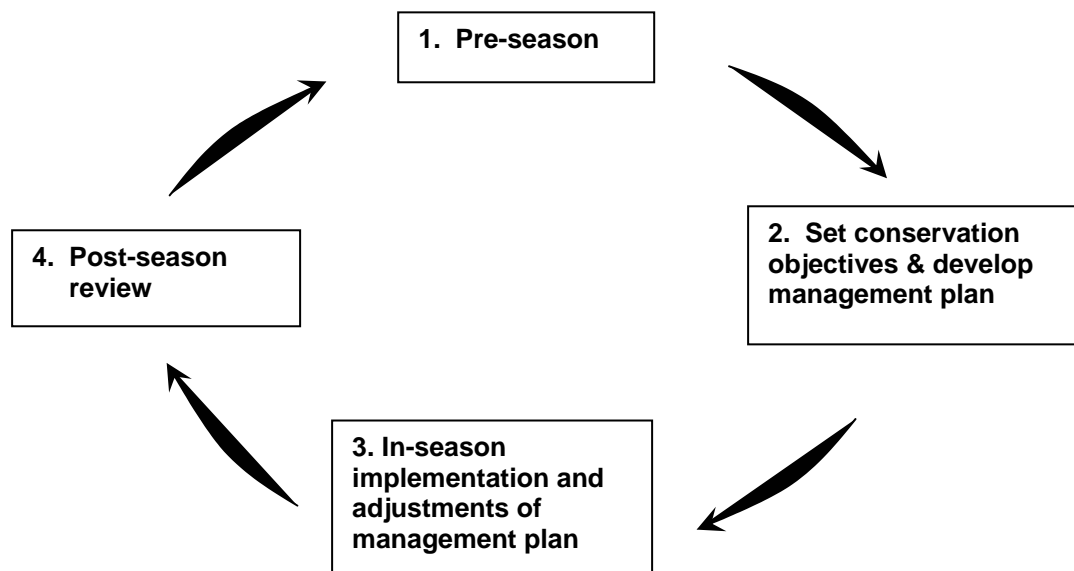 1. Pre-season
2. Set conservation
objectives & develop
management plan
3. In-season
implementation and
adjustments of
management plan
4. Post-season
review